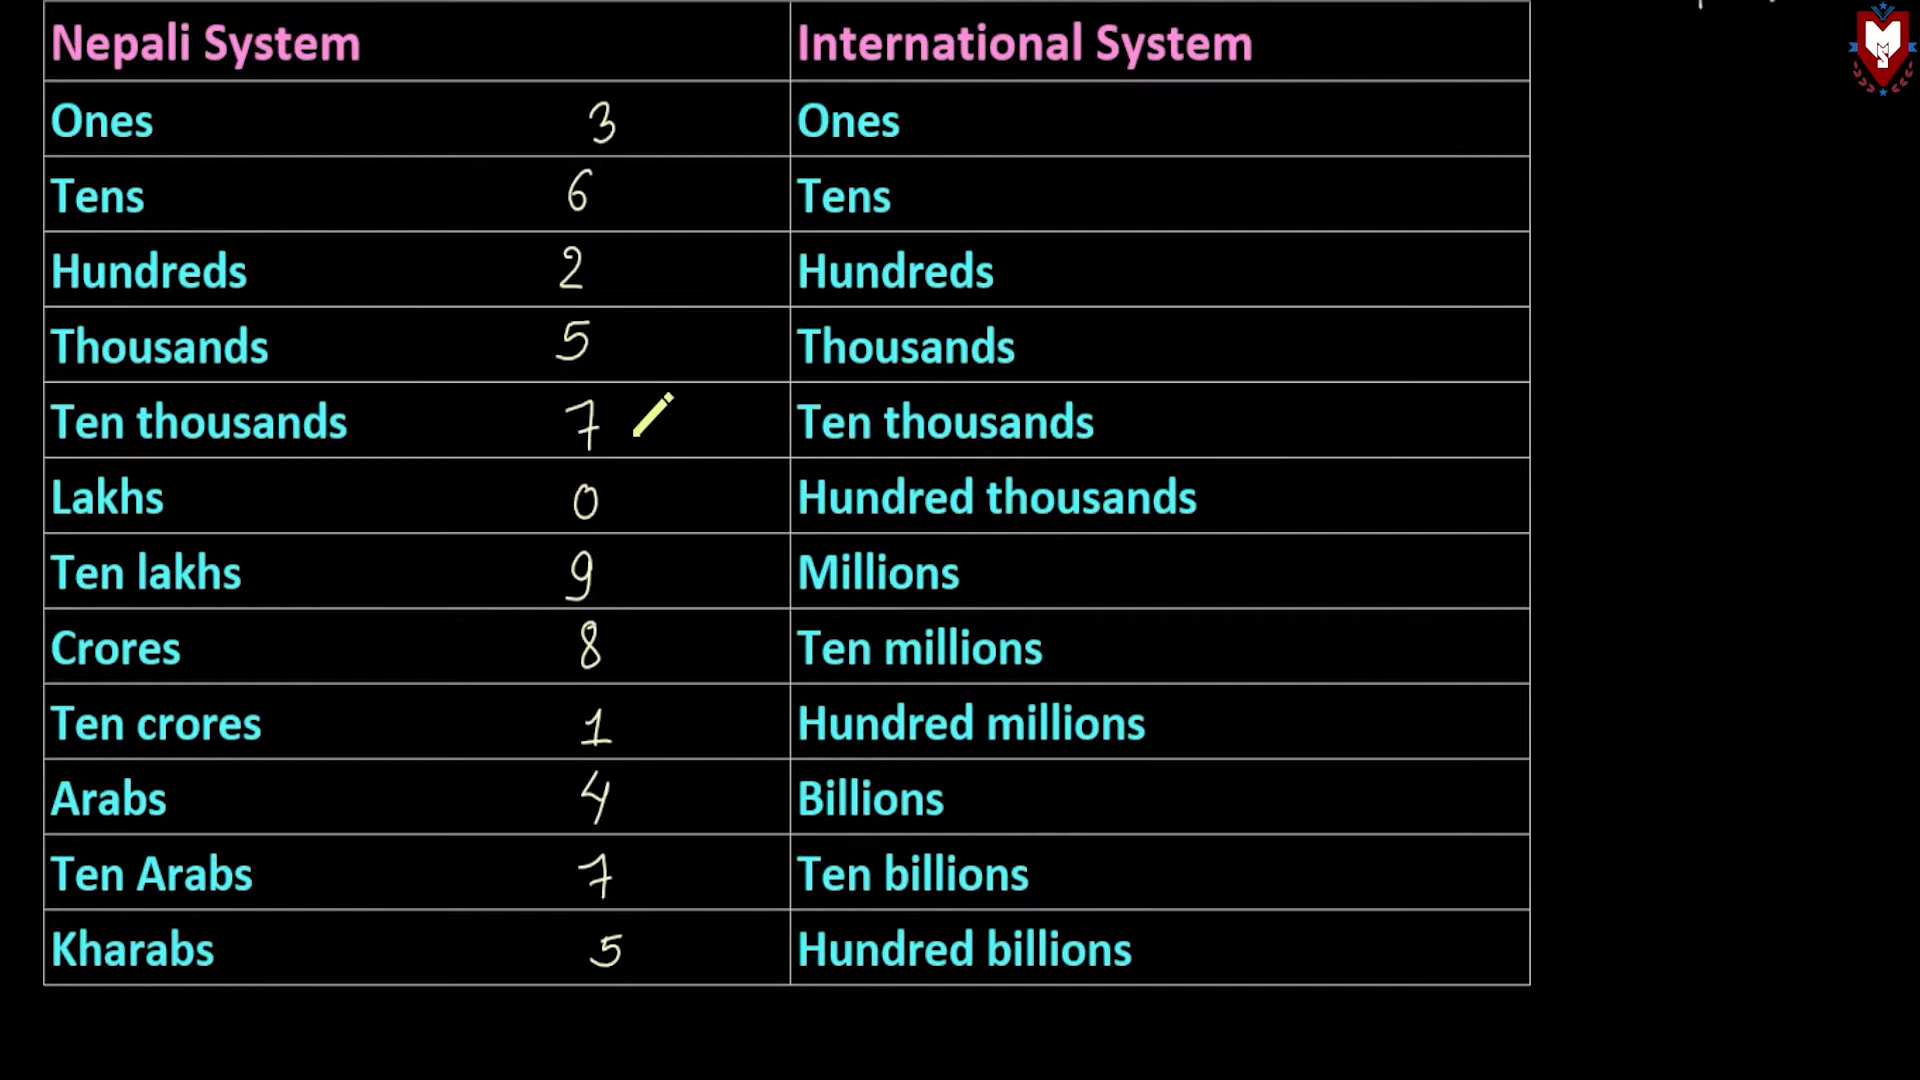 Nepali System International System
Ones 3 Ones
Tens 6 Tens
Hundreds 2 Hundreds
Thousands 5 Thousands
Ten thousands 7 Ten thousands
Lakhs 0 Hundred thousands
Ten lakhs 9 Millions
Crores 8 Ten millions
Ten crores 1 Hundred millions
Arabs 4 Billions
Ten Arabs 7 Ten billions
Kharabs 5 Hundred billions